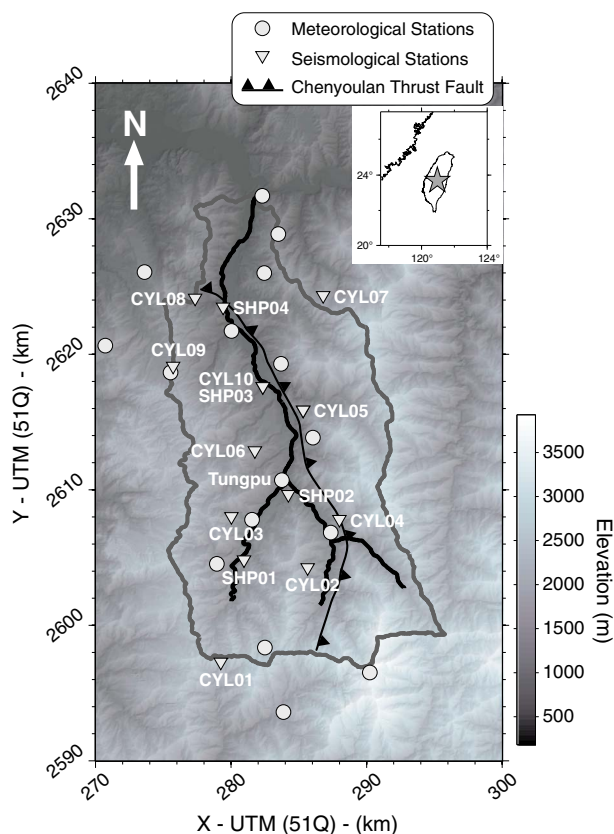 Meteorological Stations
Seismological Stations
Chenyoulan Thrust Fault
2640
N
24°
20°
120°
124°
2630
CYL08
SHP04
CYL07
2620
CYL09
CYL10
SHP03
CYL05
CYL06
Tungpu
2610
SHP02
CYL04
CYL03
SHP01
CYL02
2600
CYL01
2590
270
280
290
300
X - UTM (51Q) - (km)
Y - UTM (51Q) - (km)
3500
3000
2500
2000
1500
1000
500
Elevation (m)